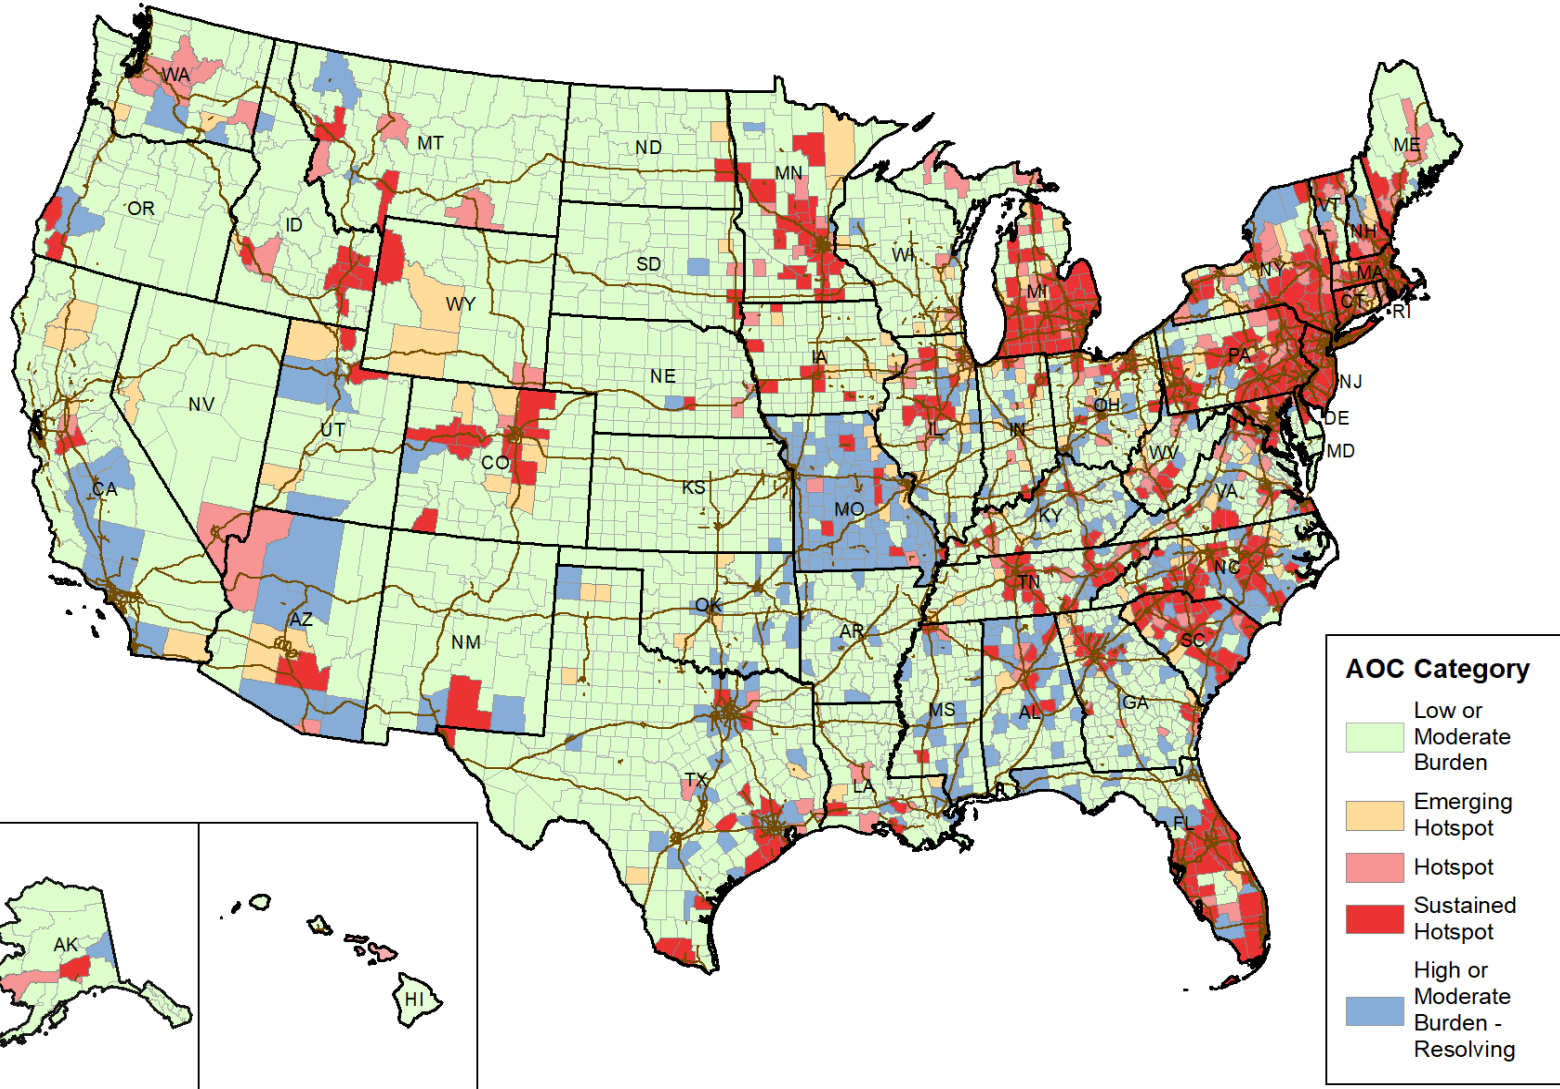 WA
MT
ND
MN
ME
OR
ID
SD
WI
VT
NH
NY
MA
MI
CT
RI
WY
IA
PA
NE
NJ
NV
OH
DE
UT
IL
IN
MD
CO
WV
CA
KS
MO
VA
KY
NC
TN
AZ
OK
AR
NM
SC
MS
AL
GA
TX
LA
FL
AK
HI
AOC Category
Low or
Moderate
Burden
Emerging
Hotspot
Hotspot
Sustained
Hotspot
High or
Moderate
Burden -
Resolving